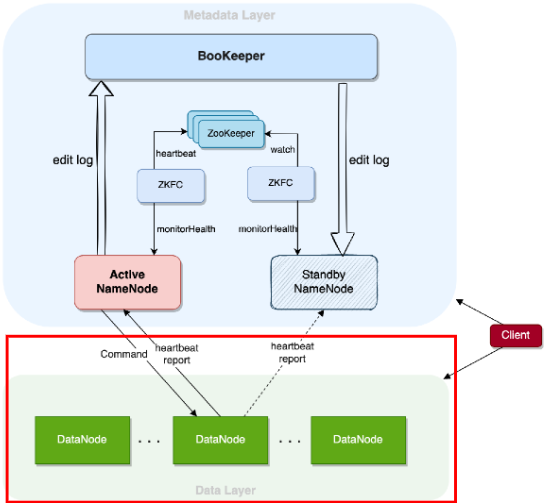 Metadata Layer
BooKeeper
ZooKeeper
heartbeat
watch
edit log
edit log
ZKFC
ZKFC
monitorHealth
monitorHealth
Active
NameNode
Standby
NameNode
Client
Command
heartbeat
report
heartbeat
report
DataNode
...
DataNode
...
DataNode
Data Layer